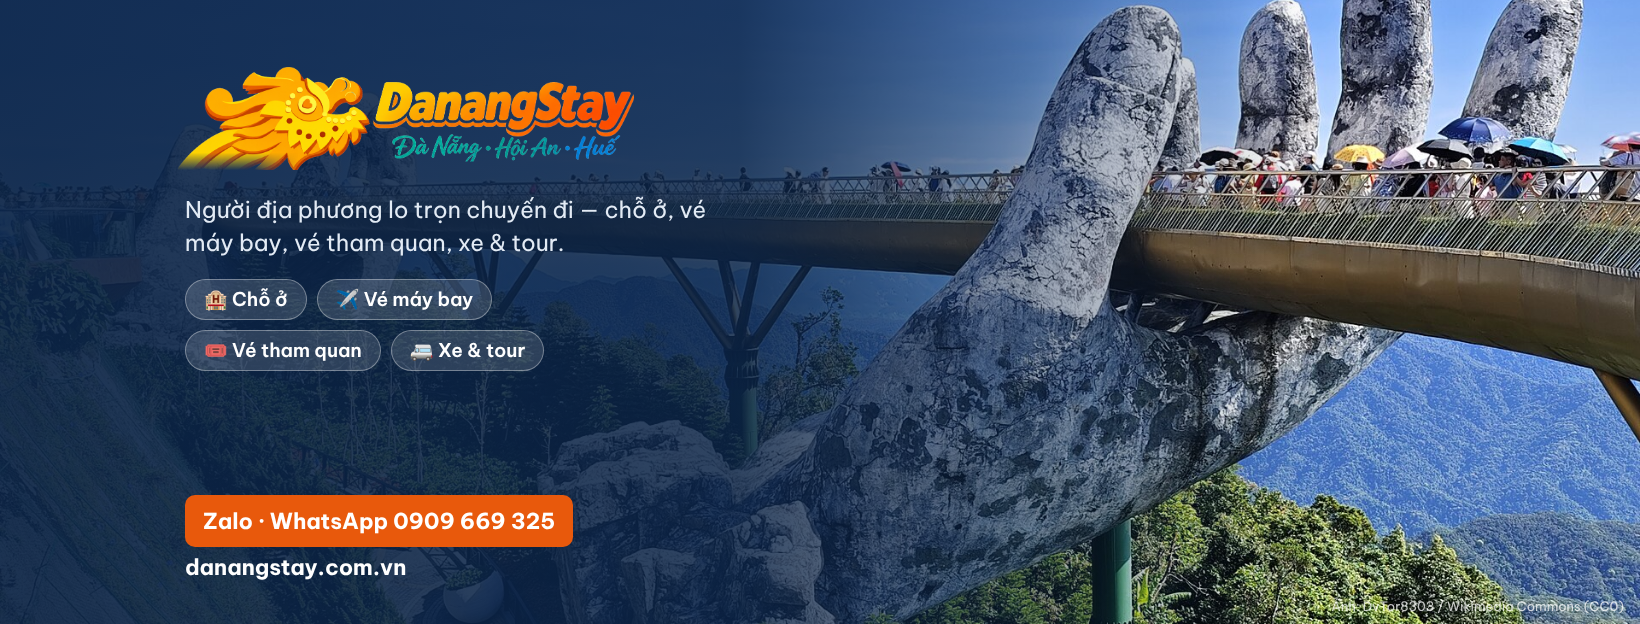 DanangStay
Đà Nẵng • Hội An • Huế
Người địa phương lo trọn chuyến đi — chỗ ở, vé
máy bay, vé tham quan, xe & tour.
Chỗ ở
Vé máy bay
Vé tham quan
Xe & tour
Zalo · WhatsApp 0909 669 325
danangstay.com.vn
/ Wikimedia Commons (CC0)